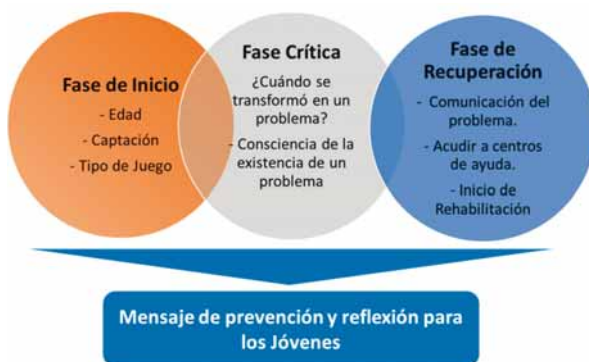 Fase de Inicio
- Edad
- Captación
- Tipo de Juego
Fase Crítica
¿Cuándo se
transformó en un
problema?
- Consciencia de la
existencia de un
problema
Fase de
Recuperación
- Comunicación del
problema.
- Acudir a centros
de ayuda.
- Inicio de
Rehabilitación
Mensaje de prevención y reflexión para
los Jóvenes